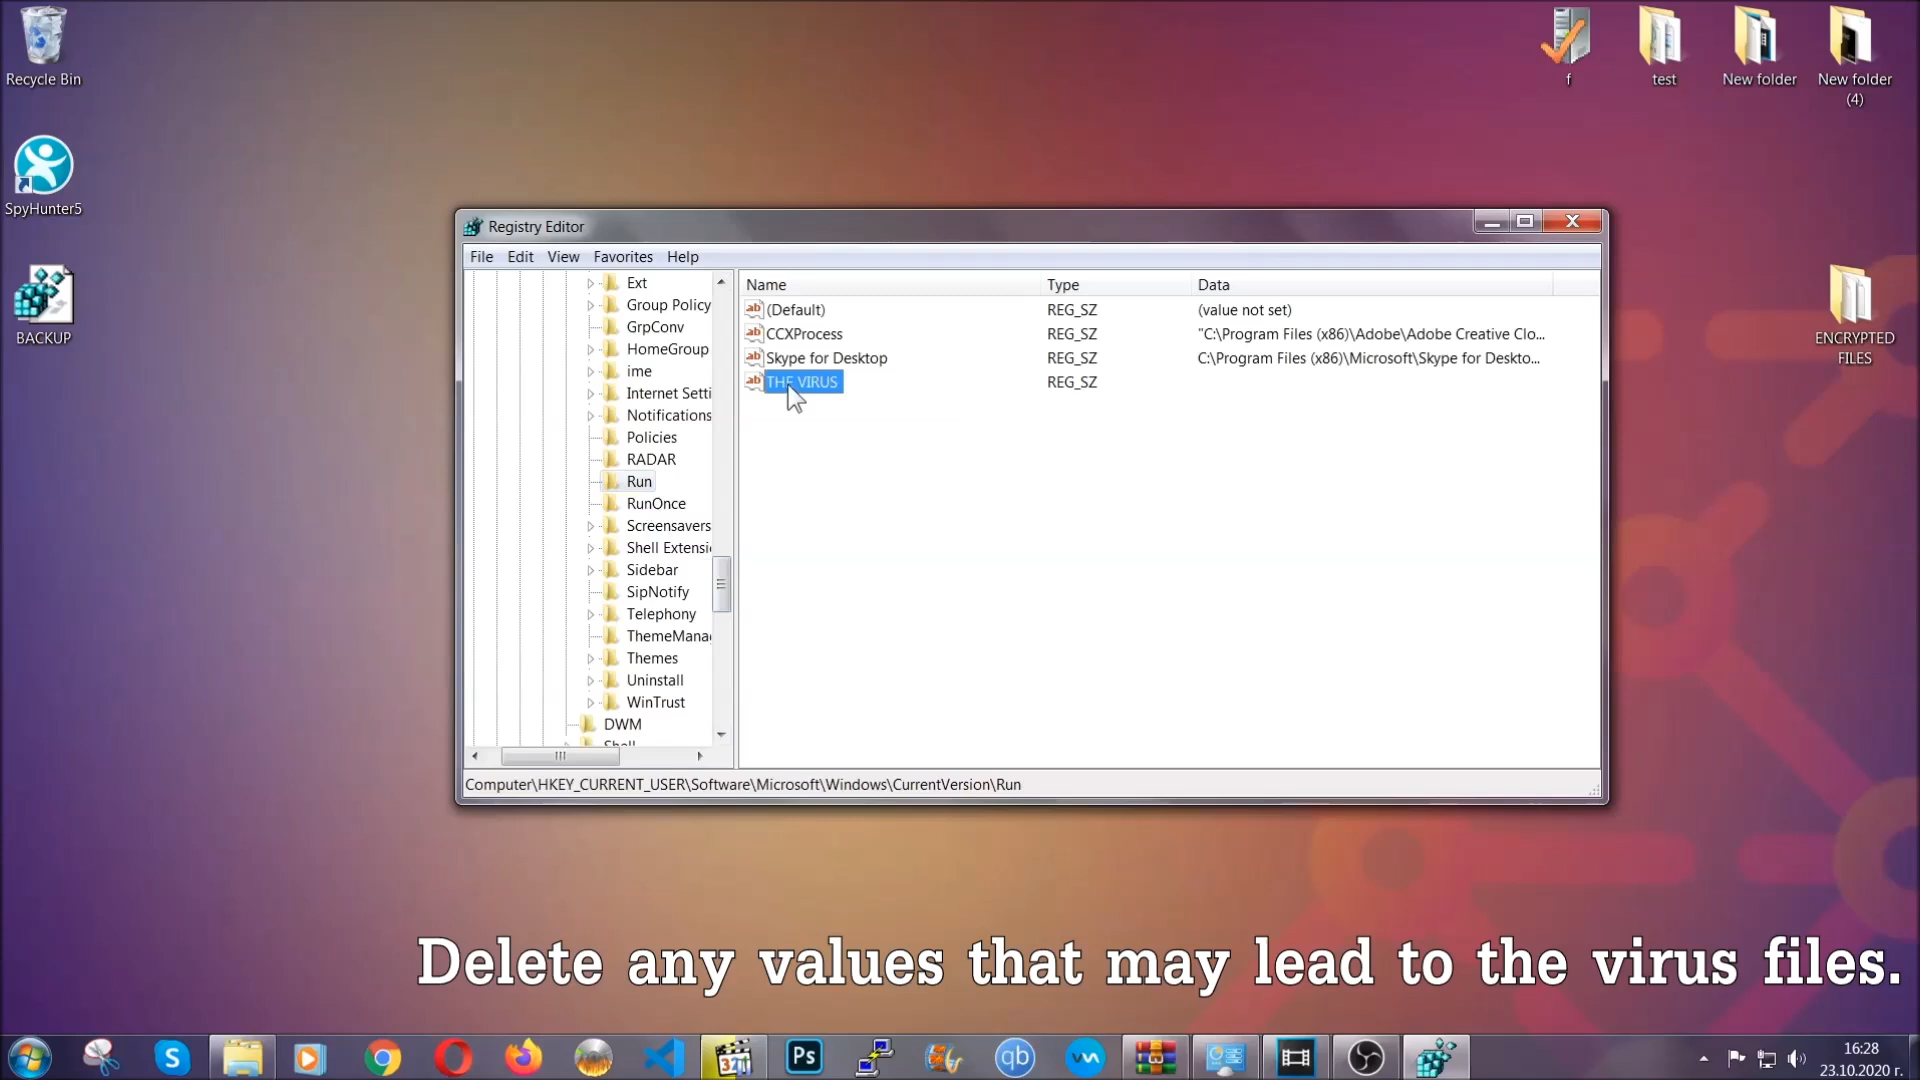 Recycle Bin
f
test
New folder
New folder
(4)
SpyHunter5
BACKUP
ENCRYPTED
FILES
Registry Editor
File Edit View Favorites Help
Ext
Group Policy
GrpConv
HomeGroup
ime
Internet Setti
Notifications
Policies
RADAR
Run
RunOnce
Screensavers
Shell Extensi
Sidebar
SipNotify
Telephony
ThemeManag
Themes
Uninstall
WinTrust
DWM
Shell
Name Type Data
(Default) REG_SZ (value not set)
CCXProcess REG_SZ "C:\Program Files (x86)\Adobe\Adobe Creative Clo...
Skype for Desktop REG_SZ C:\Program Files (x86)\Microsoft\Skype for Deskto...
THE VIRUS REG_SZ
Computer\HKEY_CURRENT_USER\Software\Microsoft\Windows\CurrentVersion\Run
Delete any values that may lead to the virus files.
S
321
Ps
qb
16:28
23.10.2020 г.